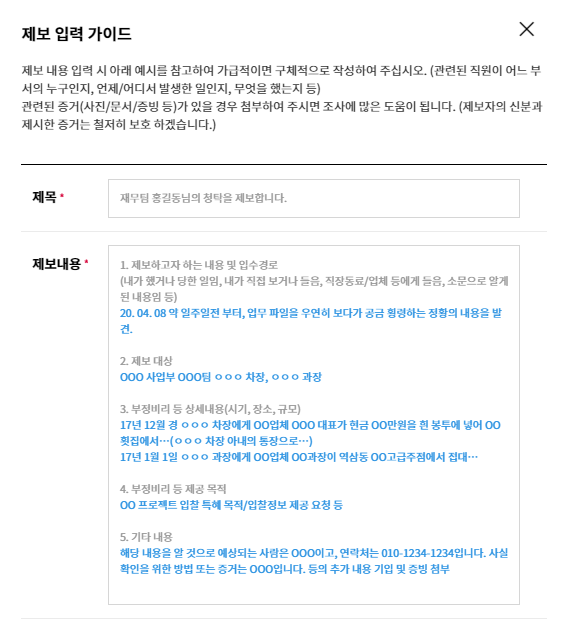 제보 입력 가이드
제보 내용 입력 시 아래 예시를 참고하여 가급적이면 구체적으로 작성하여 주십시오. (관련된 직원이 어느 부
서의 누구인지, 언제/어디서 발생한 일인지, 무엇을 했는지 등)
관련된 증거(사진/문서/증빙 등)가 있을 경우 첨부하여 주시면 조사에 많은 도움이 됩니다. (제보자의 신분과
제시한 증거는 철저히 보호 하겠습니다.)
제목 *
재무팀 홍길동님의 청탁을 제보합니다.
제보내용 *
1. 제보하고자 하는 내용 및 입수경로
(내가 했거나 당한 일임, 내가 직접 보거나 들음, 직장동료/업체 등에게 들음, 소문으로 알게
된 내용임 등)
20. 04. 08 약 일주일전 부터, 업무 파일을 우연히 보다가 공금 횡령하는 정황의 내용을 발
견.
2. 제보 대상
OOO 사업부 OOO팀 ㅇㅇㅇ 차장, ㅇㅇㅇ 과장
3. 부정비리 등 상세내용(시기, 장소, 규모)
17년 12월 경 ㅇㅇㅇ 차장에게 OO업체 OOO 대표가 현금 OO만원을 흰 봉투에 넣어 OO
횟집에서…(ㅇㅇㅇ 차장 아내의 통장으로…)
17년 1월 1일 ㅇㅇㅇ 과장에게 OO업체 OO과장이 역삼동 OO고급주점에서 접대…
4. 부정비리 등 제공 목적
OO 프로젝트 입찰 특혜 목적/입찰정보 제공 요청 등
5. 기타 내용
해당 내용을 알 것으로 예상되는 사람은 OOO이고, 연락처는 010-1234-1234입니다. 사실
확인을 위한 방법 또는 증거는 OOO입니다. 등의 추가 내용 기입 및 증빙 첨부